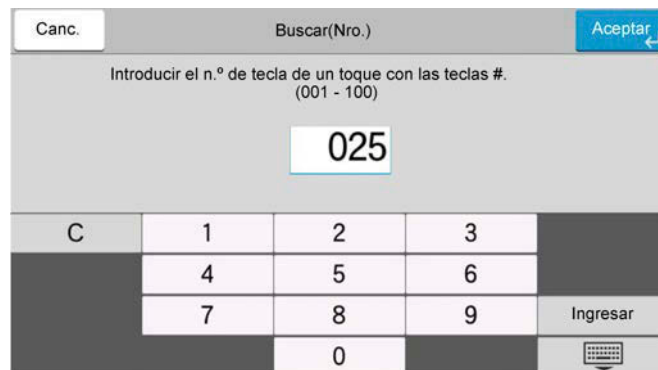 Canc. Buscar(Nro.) Aceptar
Introducir el n.º de tecla de un toque con las teclas #.
(001 - 100)
025
C 1 2 3
4 5 6
7 8 9 Ingresar
0